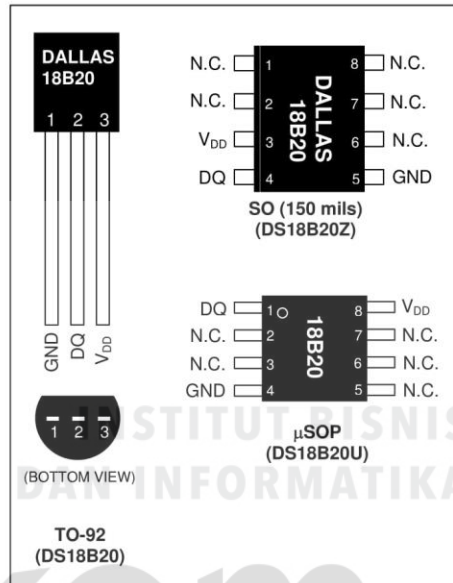 DALLAS
18B20
1 2 3
GND DQ VDD
1 2 3
(BOTTOM VIEW)
TO-92
(DS18B20)
N.C. 1 8 N.C.
N.C. 2 7 N.C.
VDD 3 6 N.C.
DQ 4 5 GND
DALLAS
18B20
SO (150 mils)
(DS18B20Z)
DQ 1 8 VDD
N.C. 2 7 N.C.
N.C. 3 6 N.C.
GND 4 5 N.C.
18B20
µSOP
(DS18B20U)
INSTITUT BISNIS
DAN INFORMATIKA